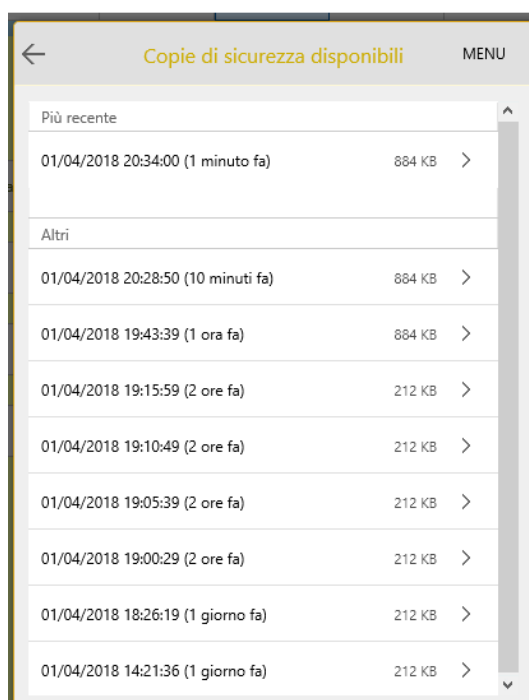 Copie di sicurezza disponibili MENU
Più recente
01/04/2018 20:34:00 (1 minuto fa) 884 KB
Altri
01/04/2018 20:28:50 (10 minuti fa) 884 KB
01/04/2018 19:43:39 (1 ora fa) 884 KB
01/04/2018 19:15:59 (2 ore fa) 212 KB
01/04/2018 19:10:49 (2 ore fa) 212 KB
01/04/2018 19:05:39 (2 ore fa) 212 KB
01/04/2018 19:00:29 (2 ore fa) 212 KB
01/04/2018 18:26:19 (1 giorno fa) 212 KB
01/04/2018 14:21:36 (1 giorno fa) 212 KB